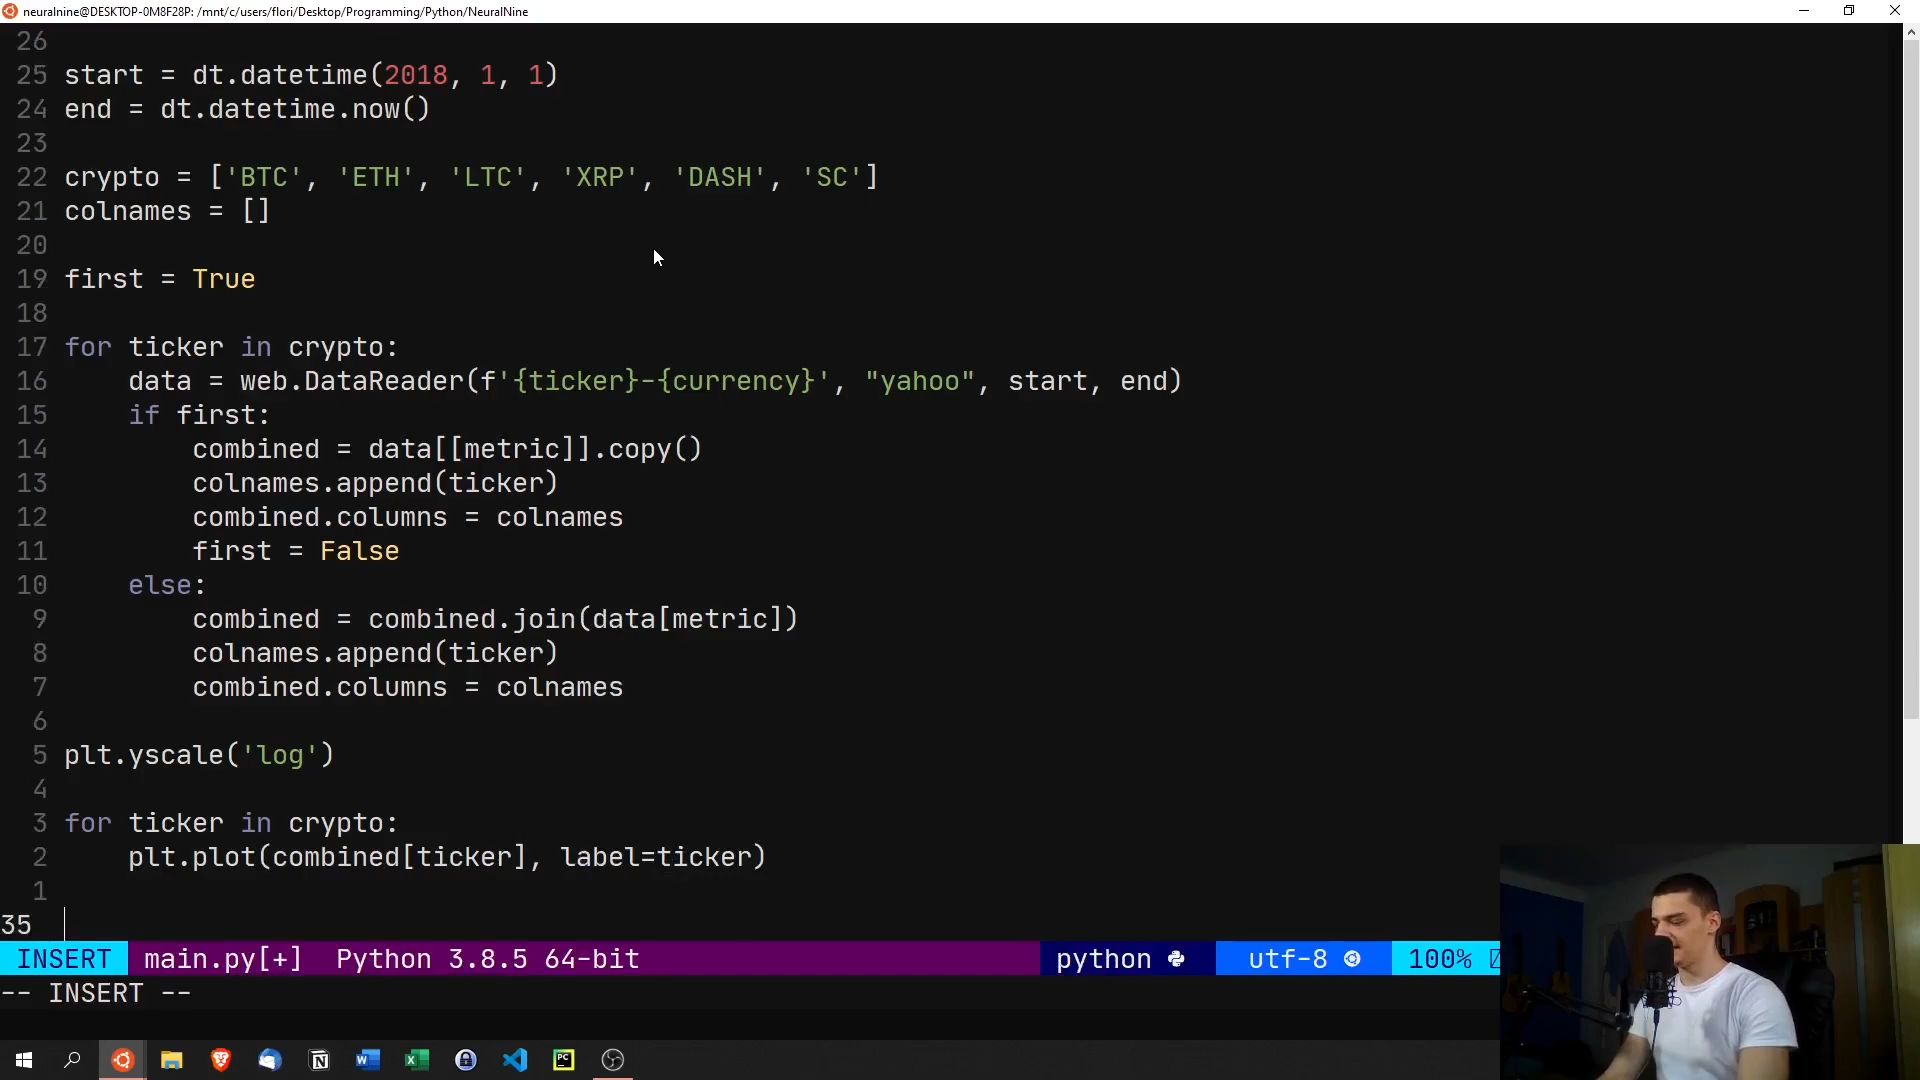 neuralnine@DESKTOP-0M8F28P: /mnt/c/users/flori/Desktop/Programming/Python/NeuralNine
26
25 start = dt.datetime(2018, 1, 1)
24 end = dt.datetime.now()
23
22 crypto = ['BTC', 'ETH', 'LTC', 'XRP', 'DASH', 'SC']
21 colnames = []
20
19 first = True
18
17 for ticker in crypto:
16     data = web.DataReader(f'{ticker}-{currency}', "yahoo", start, end)
15     if first:
14         combined = data[[metric]].copy()
13         colnames.append(ticker)
12         combined.columns = colnames
11         first = False
10     else:
9         combined = combined.join(data[metric])
8         colnames.append(ticker)
7         combined.columns = colnames
6
5 plt.yscale('log')
4
3 for ticker in crypto:
2     plt.plot(combined[ticker], label=ticker)
1
35
INSERT main.py[+] Python 3.8.5 64-bit python utf-8 100%
-- INSERT --